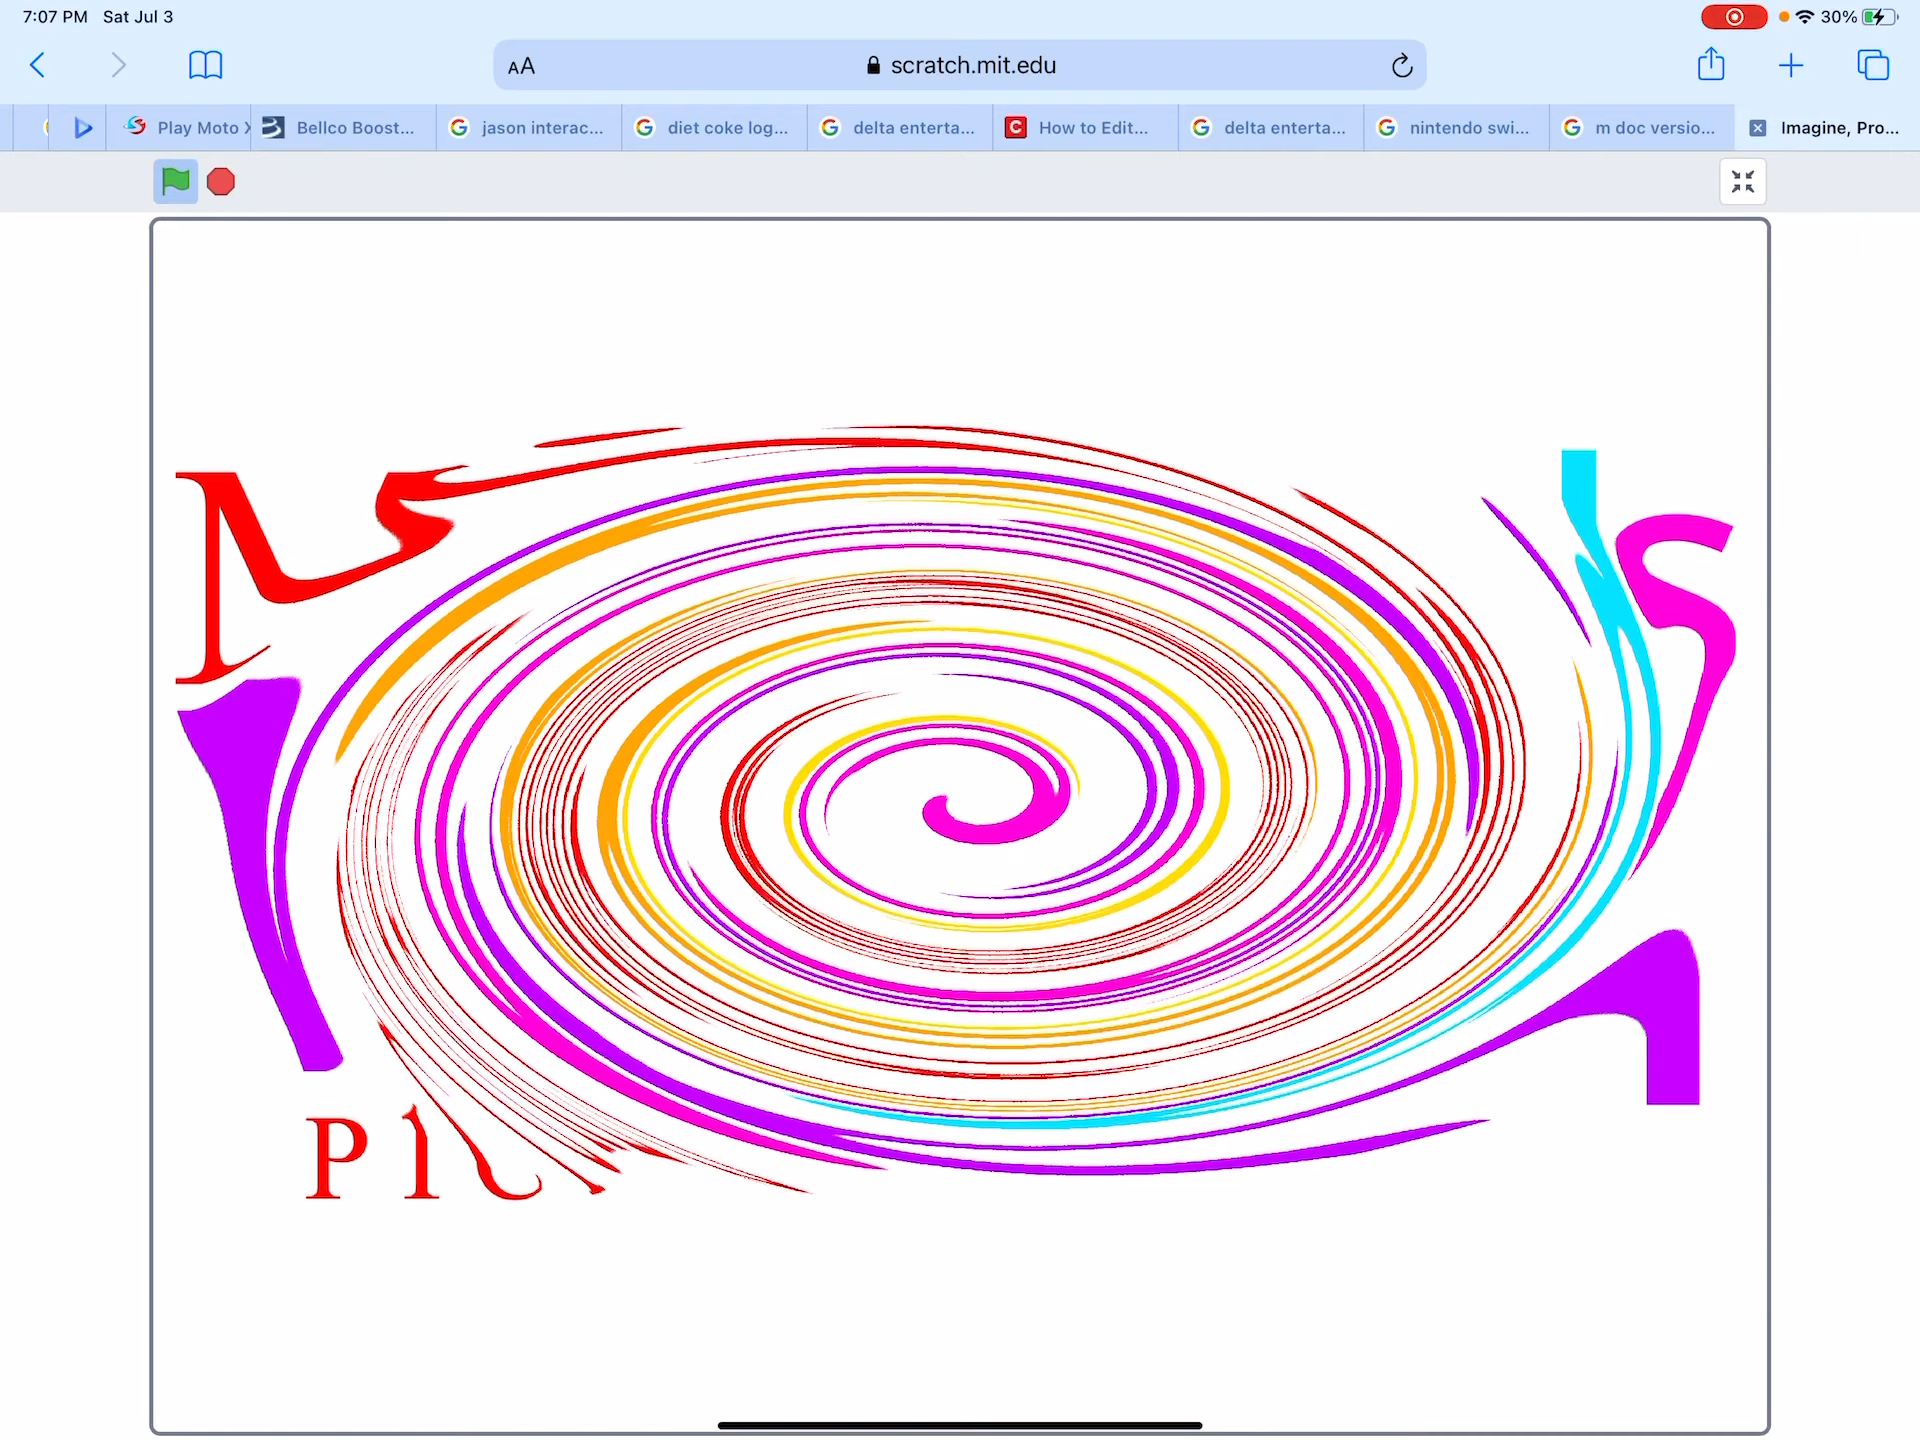 7:07 PM Sat Jul 3
30%
AA
scratch.mit.edu
Play Moto X
Bellco Boost...
jason interac...
diet coke log...
delta enterta...
How to Edit...
delta enterta...
nintendo swi...
m doc versio...
Imagine, Pro...
M
S
P I